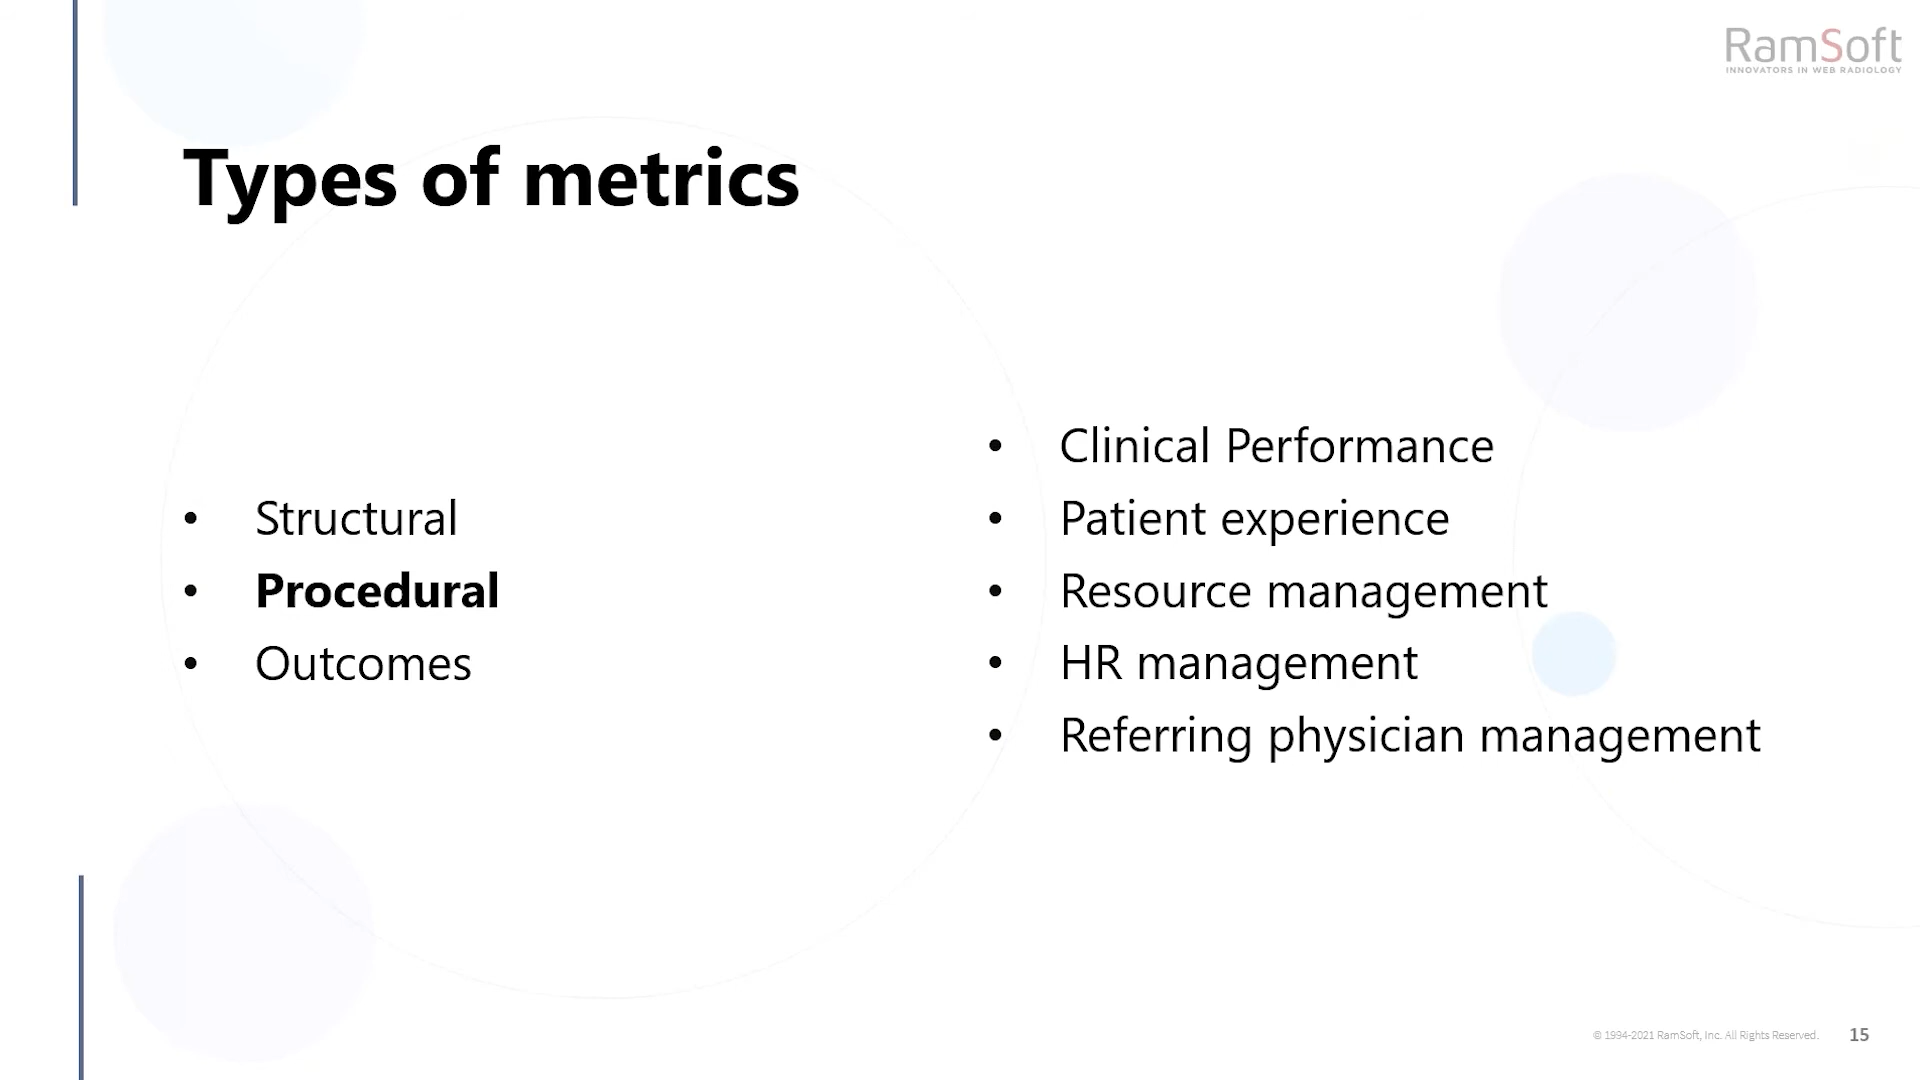 RamSoft
INNOVATORS IN WEB RADIOLOGY
Types of metrics
• Structural
• Procedural
• Outcomes
• Clinical Performance
• Patient experience
• Resource management
• HR management
• Referring physician management
© 1994-2021 RamSoft, Inc. All Rights Reserved.
15